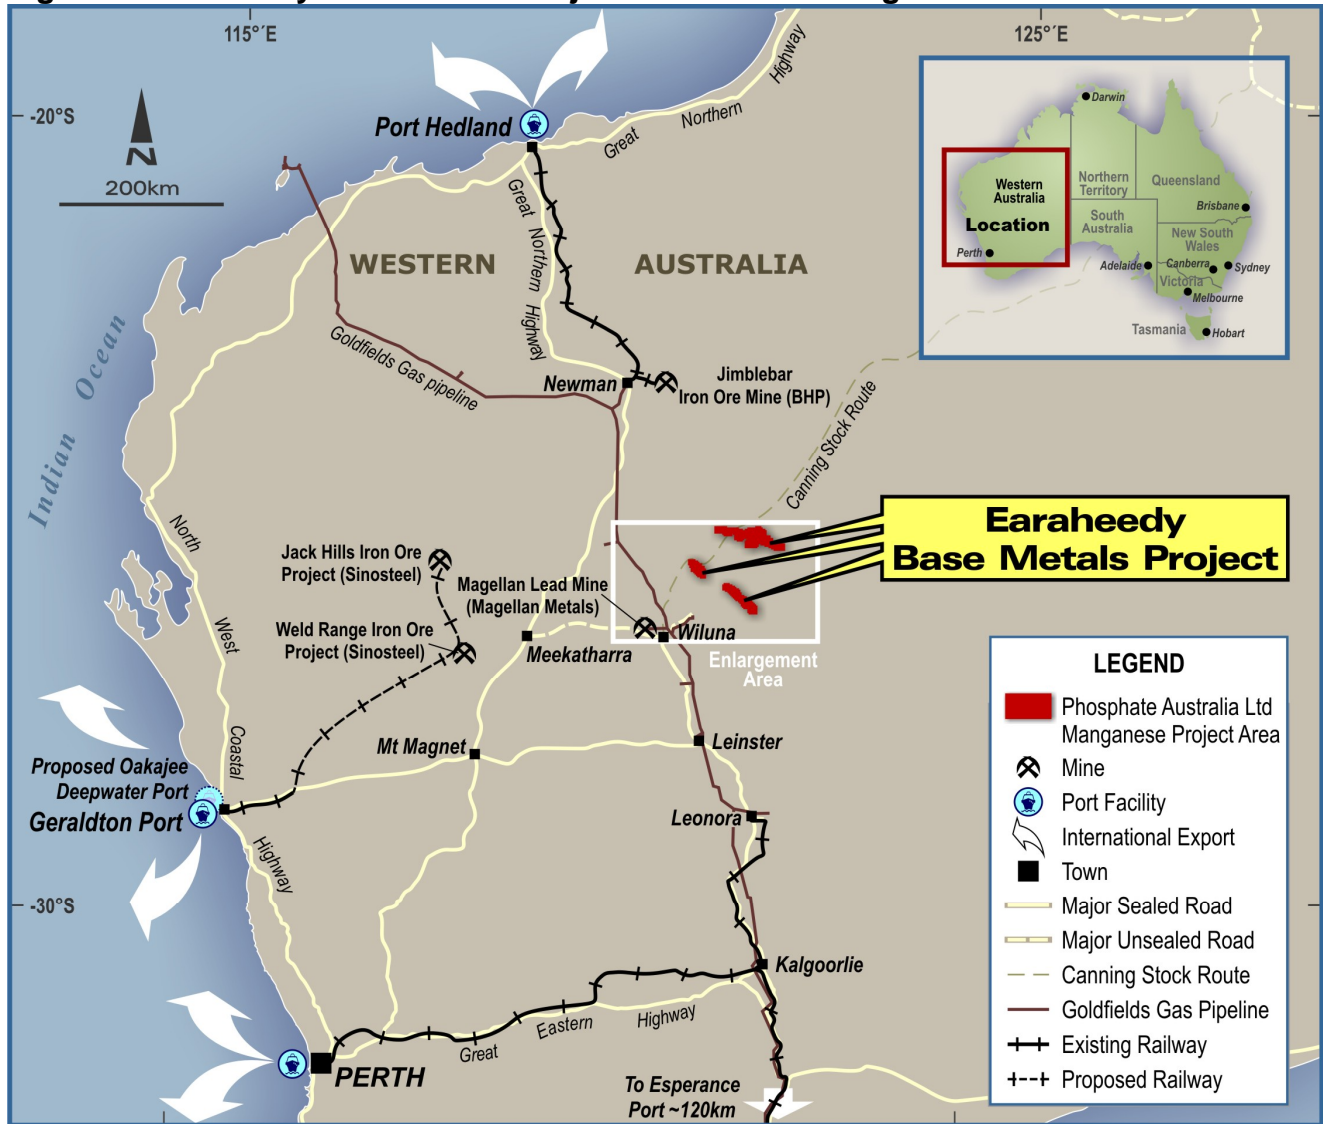 115°´E
125°´E
-20°S
N
200km
Port Hedland
Great
Northern
Highway
Great Northern Highway
WESTERN
AUSTRALIA
Indian Ocean
Goldfields Gas pipeline
Newman
Jimblebar
Iron Ore Mine (BHP)
Canning Stock Route
Darwin
Northern
Territory
Queensland
Western
Australia
Location
South
Australia
Brisbane
New South
Wales
Perth
Adelaide
Canberra
Sydney
Victoria
Melbourne
Tasmania
Hobart
Earaheedy
Base Metals Project
North
West
Coastal
Highway
Jack Hills Iron Ore
Project (Sinosteel)
Magellan Lead Mine
(Magellan Metals)
Weld Range Iron Ore
Project (Sinosteel)
Meekatharra
Wiluna
Enlargement
Area
Mt Magnet
Leinster
Proposed Oakajee
Deepwater Port
Geraldton Port
Leonora
-30°S
Kalgoorlie
Great
Eastern
Highway
PERTH
To Esperance
Port ~120km
LEGEND
Phosphate Australia Ltd
Manganese Project Area
Mine
Port Facility
International Export
Town
Major Sealed Road
Major Unsealed Road
Canning Stock Route
Goldfields Gas Pipeline
Existing Railway
Proposed Railway